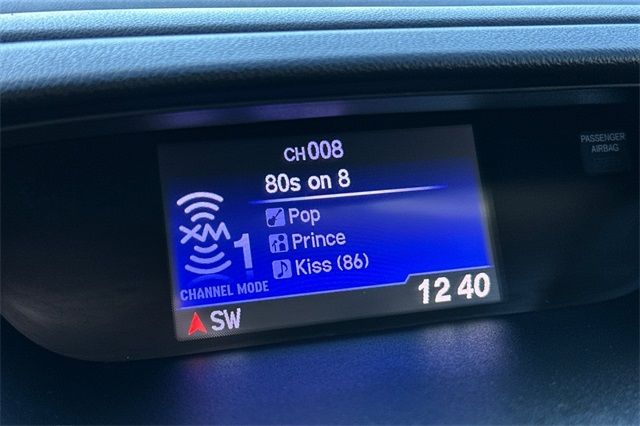 CH008
80s on 8
Pop
Prince
Kiss (86)
XM 1
CHANNEL MODE
12 40
SW
PASSENGER
AIRBAG